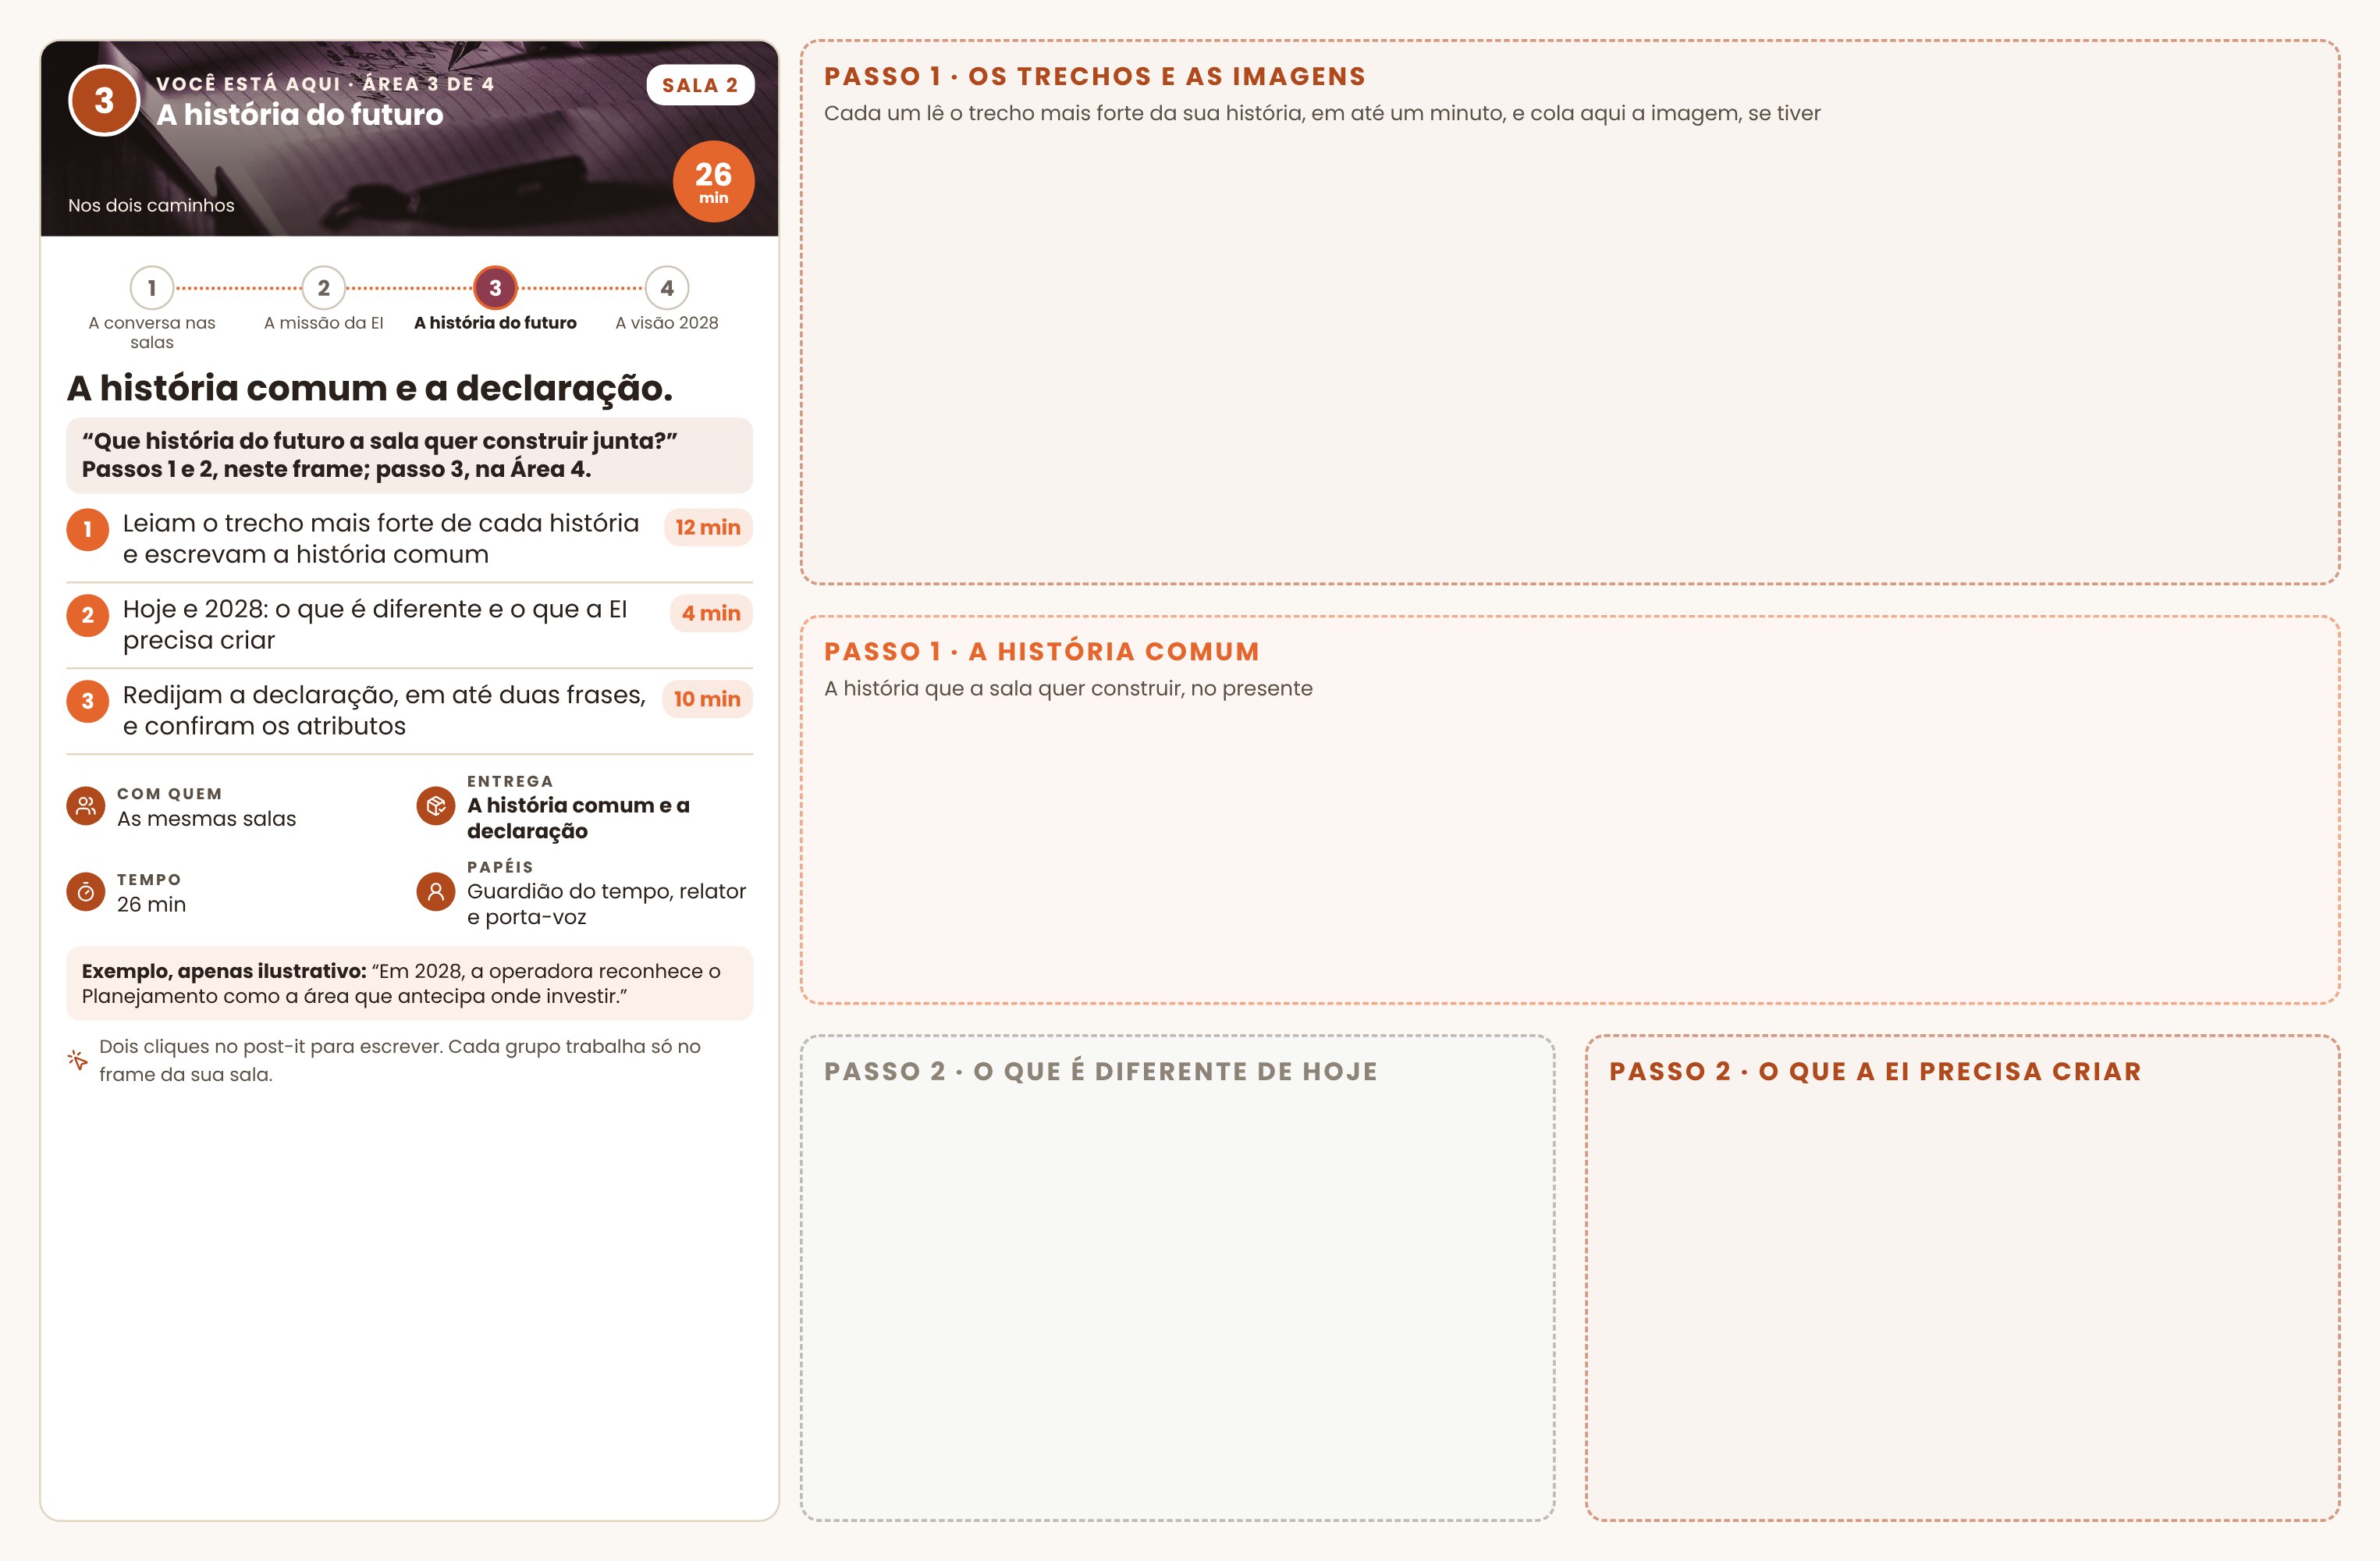 3
VOCÊ ESTÁ AQUI · ÁREA 3 DE 4
A história do futuro
SALA 2
26
min
Nos dois caminhos
1
2
3
4
A conversa nas
salas
A missão da EI
A história do futuro
A visão 2028
A história comum e a declaração.
“Que história do futuro a sala quer construir junta?”
Passos 1 e 2, neste frame; passo 3, na Área 4.
1
Leiam o trecho mais forte de cada história
e escrevam a história comum
12 min
2
Hoje e 2028: o que é diferente e o que a EI
precisa criar
4 min
3
Redijam a declaração, em até duas frases,
e confiram os atributos
10 min
COM QUEM
As mesmas salas
ENTREGA
A história comum e a
declaração
TEMPO
26 min
PAPÉIS
Guardião do tempo, relator
e porta-voz
Exemplo, apenas ilustrativo: “Em 2028, a operadora reconhece o
Planejamento como a área que antecipa onde investir.”
Dois cliques no post-it para escrever. Cada grupo trabalha só no
frame da sua sala.
PASSO 1 · OS TRECHOS E AS IMAGENS
Cada um lê o trecho mais forte da sua história, em até um minuto, e cola aqui a imagem, se tiver
PASSO 1 · A HISTÓRIA COMUM
A história que a sala quer construir, no presente
PASSO 2 · O QUE É DIFERENTE DE HOJE
PASSO 2 · O QUE A EI PRECISA CRIAR